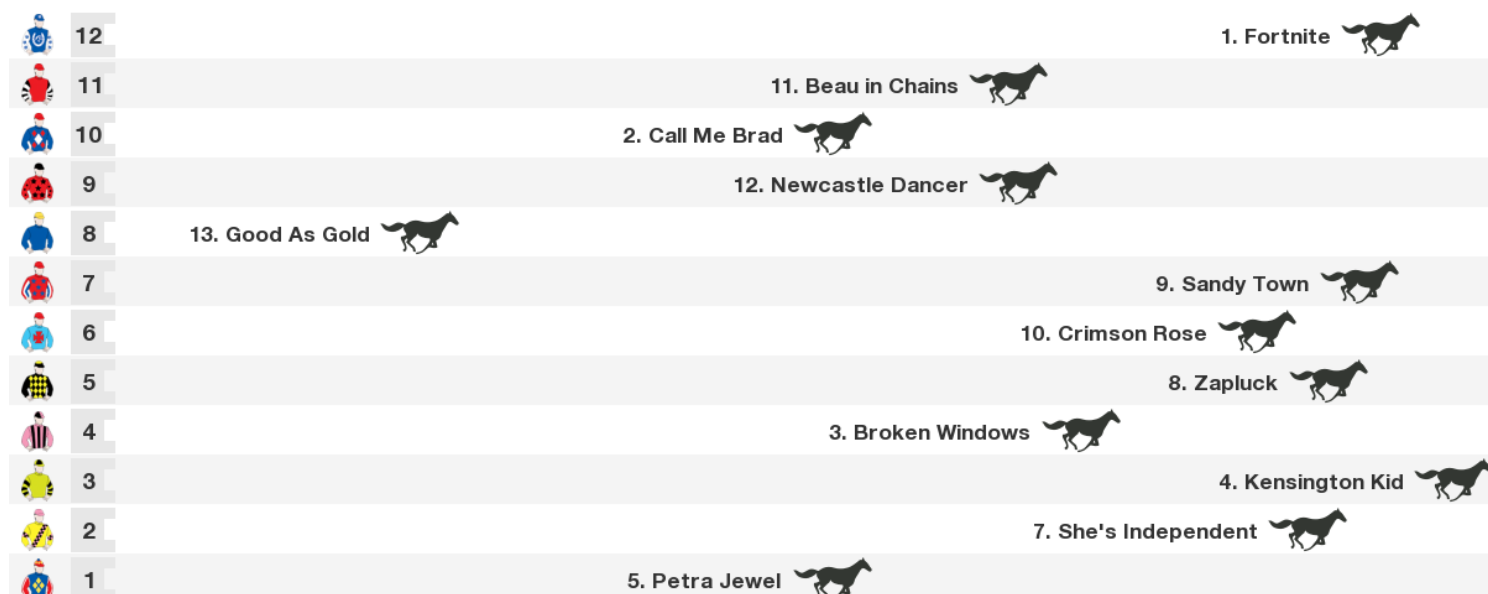 12 1. Fortnite
11 11. Beau in Chains
10 2. Call Me Brad
9 12. Newcastle Dancer
8 13. Good As Gold
7 9. Sandy Town
6 10. Crimson Rose
5 8. Zapluck
4 3. Broken Windows
3 4. Kensington Kid
2 7. She's Independent
1 5. Petra Jewel